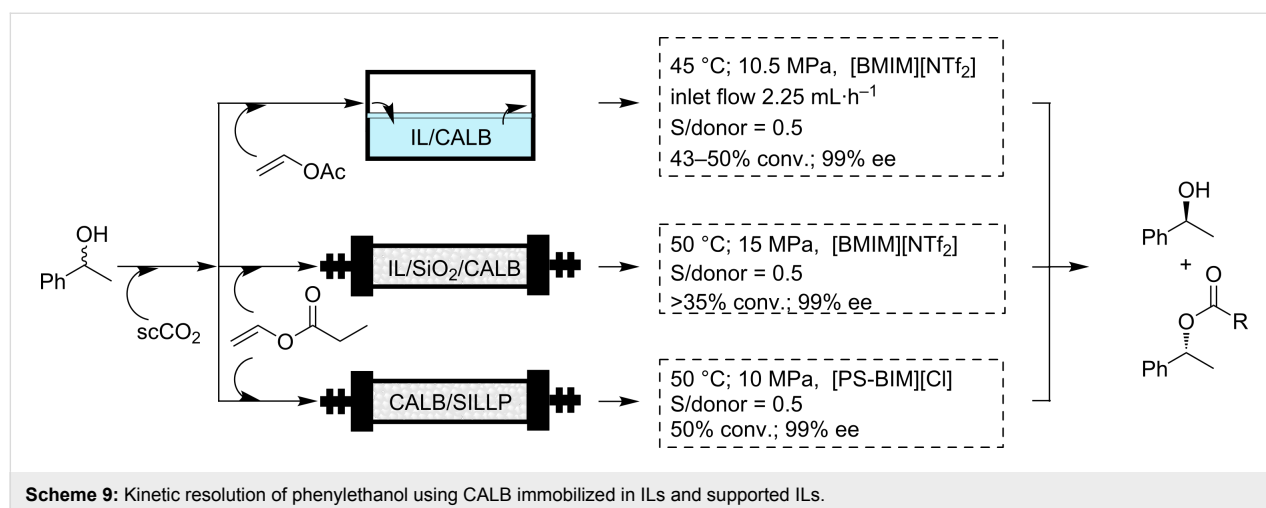 OH
Ph
scCO₂
OAc
IL/CALB
45 °C; 10.5 MPa, [BMIM][NTf₂]
inlet flow 2.25 mL·h⁻¹
S/donor = 0.5
43–50% conv.; 99% ee
IL/SiO₂/CALB
O
O
50 °C; 15 MPa, [BMIM][NTf₂]
S/donor = 0.5
>35% conv.; 99% ee
CALB/SILLP
50 °C; 10 MPa, [PS-BIM][Cl]
S/donor = 0.5
50% conv.; 99% ee
OH
Ph
+
O
O
R
Ph
Scheme 9: Kinetic resolution of phenylethanol using CALB immobilized in ILs and supported ILs.